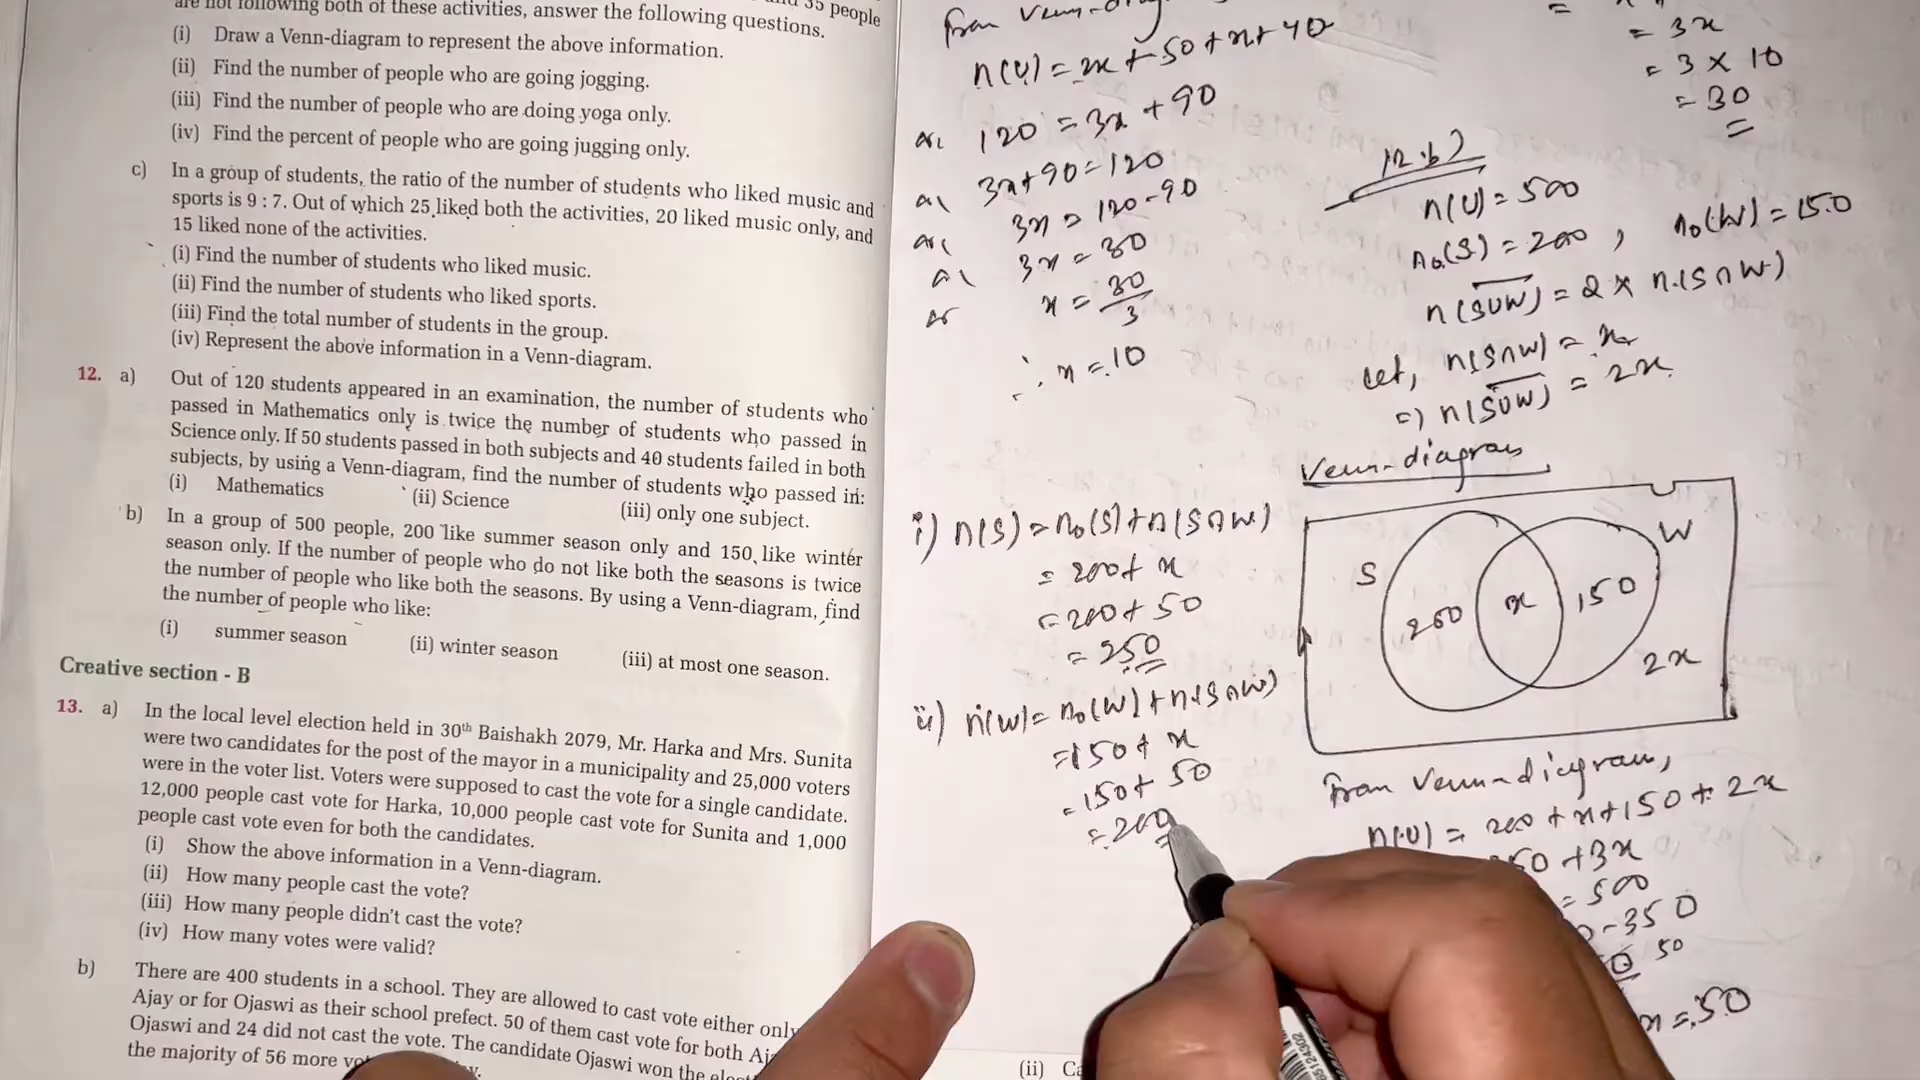 35 people
are not following both of these activities, answer the following questions.
(i) Draw a Venn-diagram to represent the above information.
(ii) Find the number of people who are going jogging.
(iii) Find the number of people who are doing yoga only.
(iv) Find the percent of people who are going jugging only.
c) In a group of students, the ratio of the number of students who liked music and
sports is 9 : 7. Out of which 25 liked both the activities, 20 liked music only, and
15 liked none of the activities.
(i) Find the number of students who liked music.
(ii) Find the number of students who liked sports.
(iii) Find the total number of students in the group.
(iv) Represent the above information in a Venn-diagram.
12. a) Out of 120 students appeared in an examination, the number of students who
passed in Mathematics only is twice the number of students who passed in
Science only. If 50 students passed in both subjects and 40 students failed in both
subjects, by using a Venn-diagram, find the number of students who passed in:
(i) Mathematics (ii) Science (iii) only one subject.
b) In a group of 500 people, 200 like summer season only and 150 like winter
season only. If the number of people who do not like both the seasons is twice
the number of people who like both the seasons. By using a Venn-diagram, find
the number of people who like:
(i) summer season (ii) winter season (iii) at most one season.
Creative section - B
13. a) In the local level election held in 30th Baishakh 2079, Mr. Harka and Mrs. Sunita
were two candidates for the post of the mayor in a municipality and 25,000 voters
were in the voter list. Voters were supposed to cast the vote for a single candidate.
12,000 people cast vote for Harka, 10,000 people cast vote for Sunita and 1,000
people cast vote even for both the candidates.
(i) Show the above information in a Venn-diagram.
(ii) How many people cast the vote?
(iii) How many people didn't cast the vote?
(iv) How many votes were valid?
b) There are 400 students in a school. They are allowed to cast vote either only
Ajay or for Ojaswi as their school prefect. 50 of them cast vote for both
Ojaswi and 24 did not cast the vote. The candidate Ojaswi won the
the majority of 56 more
n(U) = 2x + 50 + x + 40
or, 120 = 3x + 90
or 3x + 90 = 120
or 3x = 120 - 90
or 3x = 30
or x = 30/3
∴ x = 10
i) n(S) = n₀(S) + n(S∩W)
= 200 + x
= 200 + 50
= 250
ii) n(W) = n₀(W) + n(S∩W)
= 150 + x
= 150 + 50
= 200
(ii)
= 3x
= 3 × 10
= 30
12.b)
n(U) = 500
n₀(S) = 200, n₀(W) = 150
n(S̅U̅W̅) = 2 × n(S∩W)
Let, n(S∩W) = x
=) n(S̅U̅W̅) = 2x
Venn-diagram
U
S
W
200 x 150
2x
From Venn-diagram,
n(U) = 200 + x + 150 + 2x
50 + 3x
= 500
- 350
50
x = 50